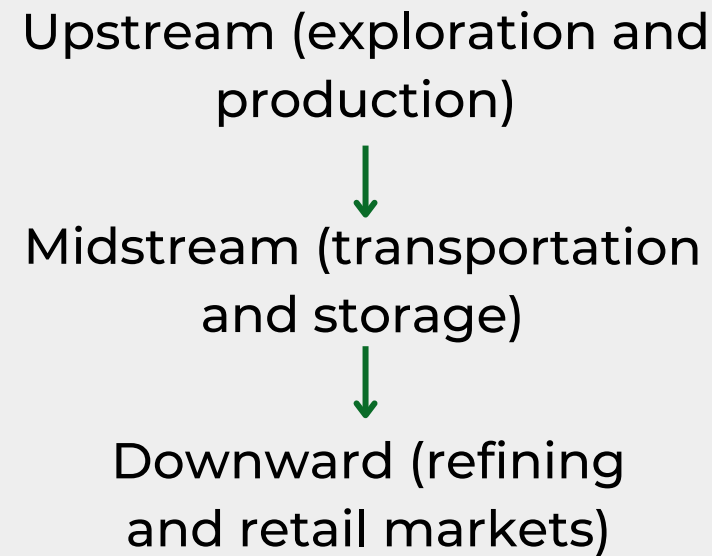 Upstream (exploration and
production)
Midstream (transportation
and storage)
Downward (refining
and retail markets)